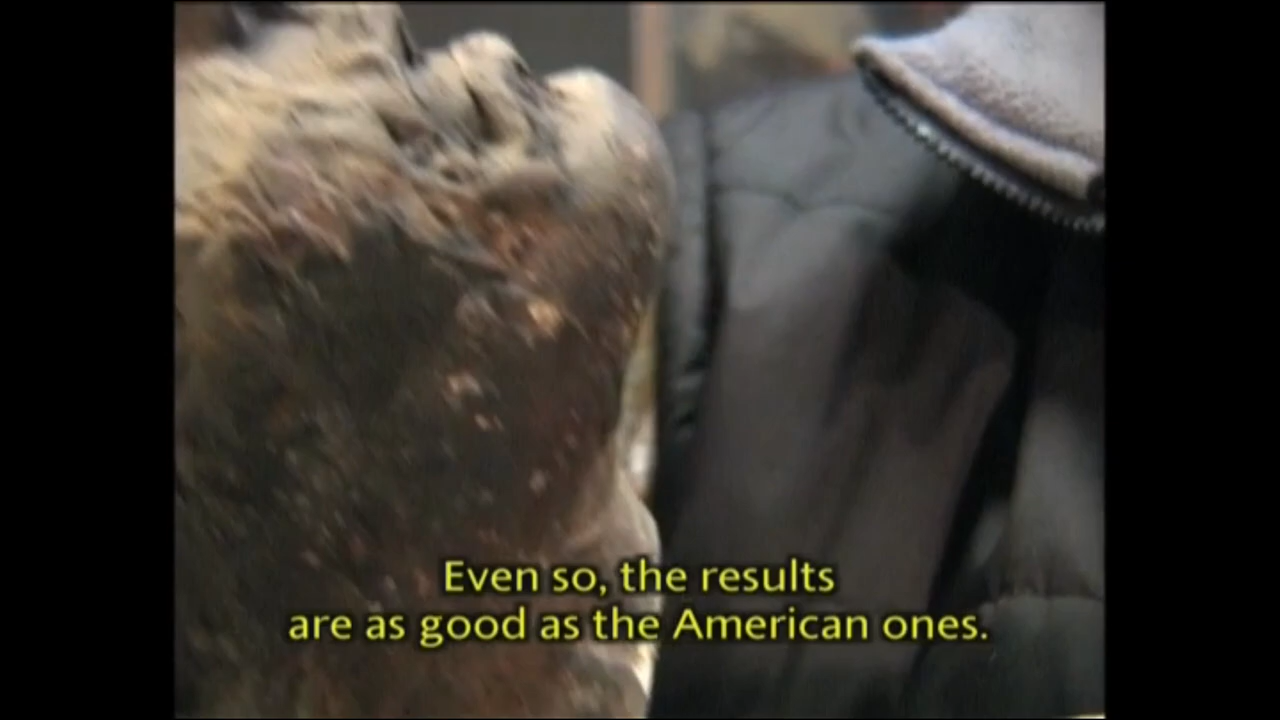 Even so, the results
are as good as the American ones.